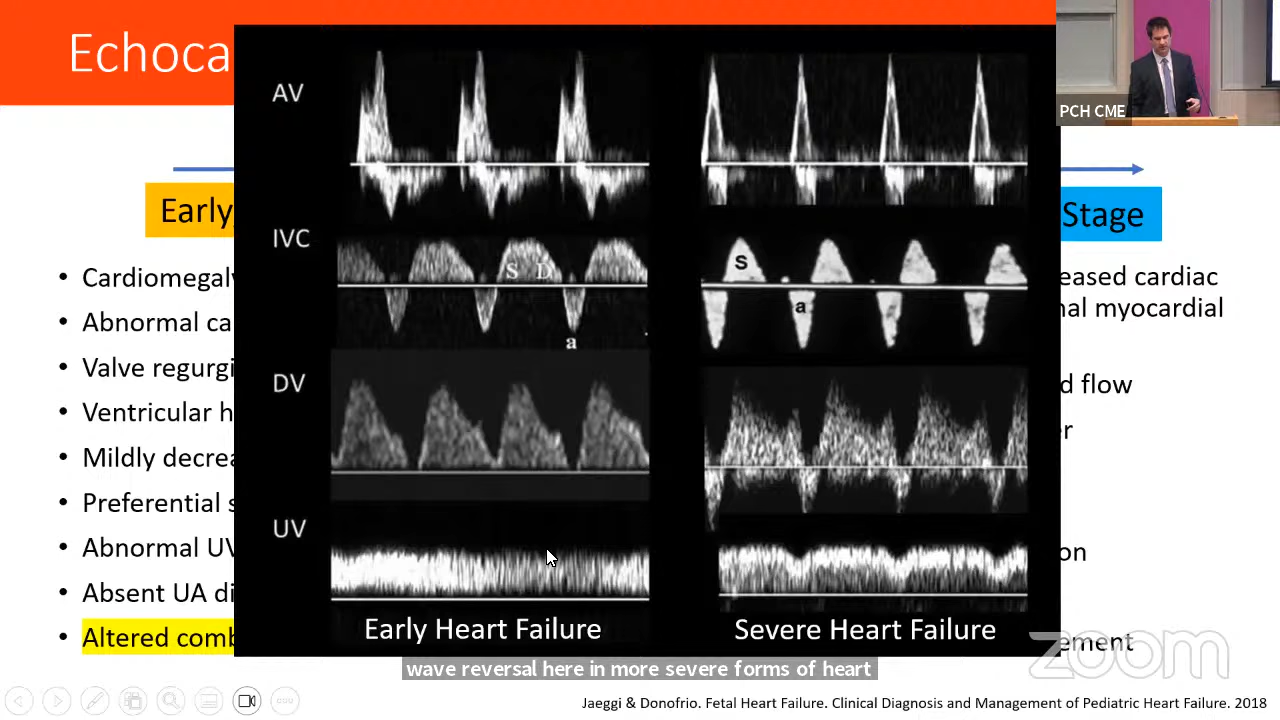 Echoca
PCH CME
Early
Stage
AV
IVC
S D
a
S
a
DV
UV
Early Heart Failure
Severe Heart Failure
• Cardiomegal
• Abnormal ca
• Valve regurgi
• Ventricular h
• Mildly decrea
• Preferential s
• Abnormal UV
• Absent UA di
• Altered comb
eased cardiac
nal myocardial
d flow
er
on
ement
zoom
wave reversal here in more severe forms of heart
Jaeggi & Donofrio. Fetal Heart Failure. Clinical Diagnosis and Management of Pediatric Heart Failure. 2018